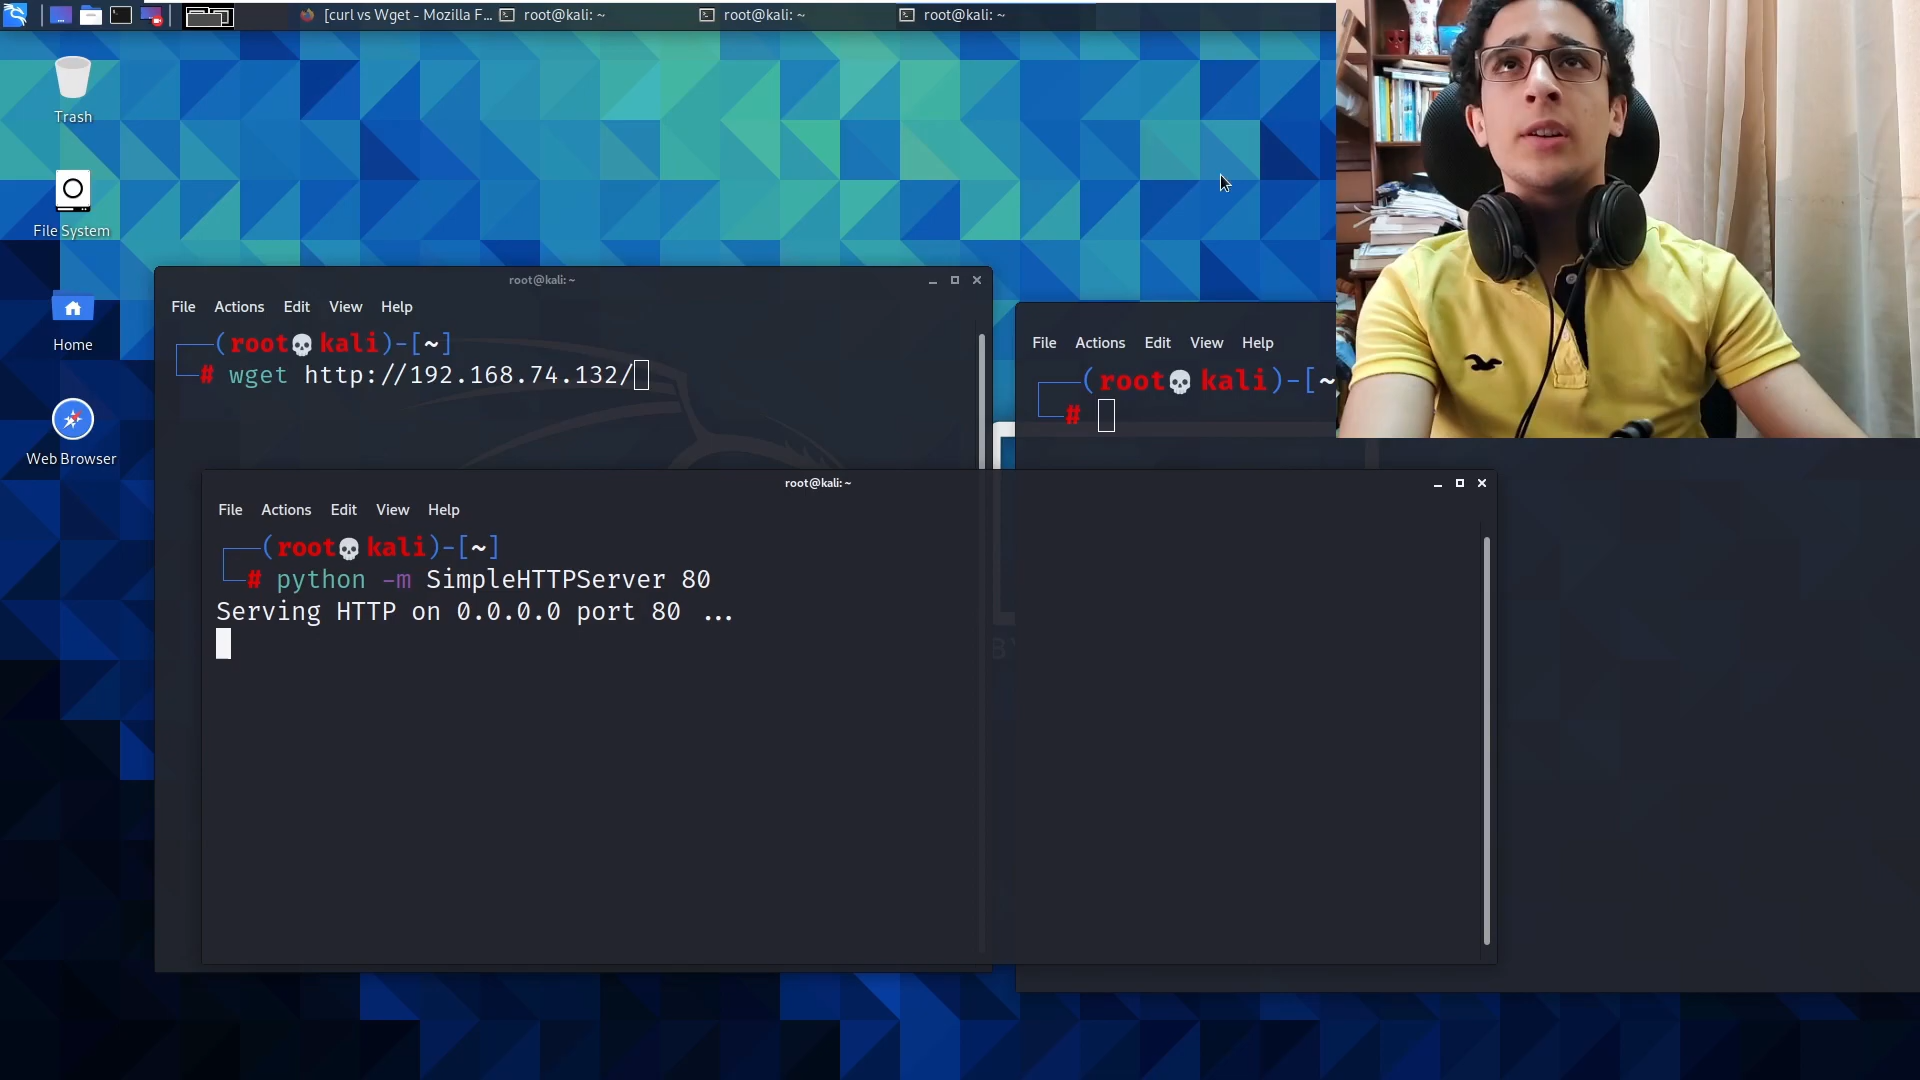 [curl vs Wget - Mozilla F...
root@kali: ~
root@kali: ~
root@kali: ~
Trash
File System
Home
Web Browser
root@kali: ~
File Actions Edit View Help
(root💀kali)-[~]
# wget http://192.168.74.132/
File Actions Edit View Help
(root💀kali)-[~
#
root@kali: ~
File Actions Edit View Help
(root💀kali)-[~]
# python -m SimpleHTTPServer 80
Serving HTTP on 0.0.0.0 port 80 ...